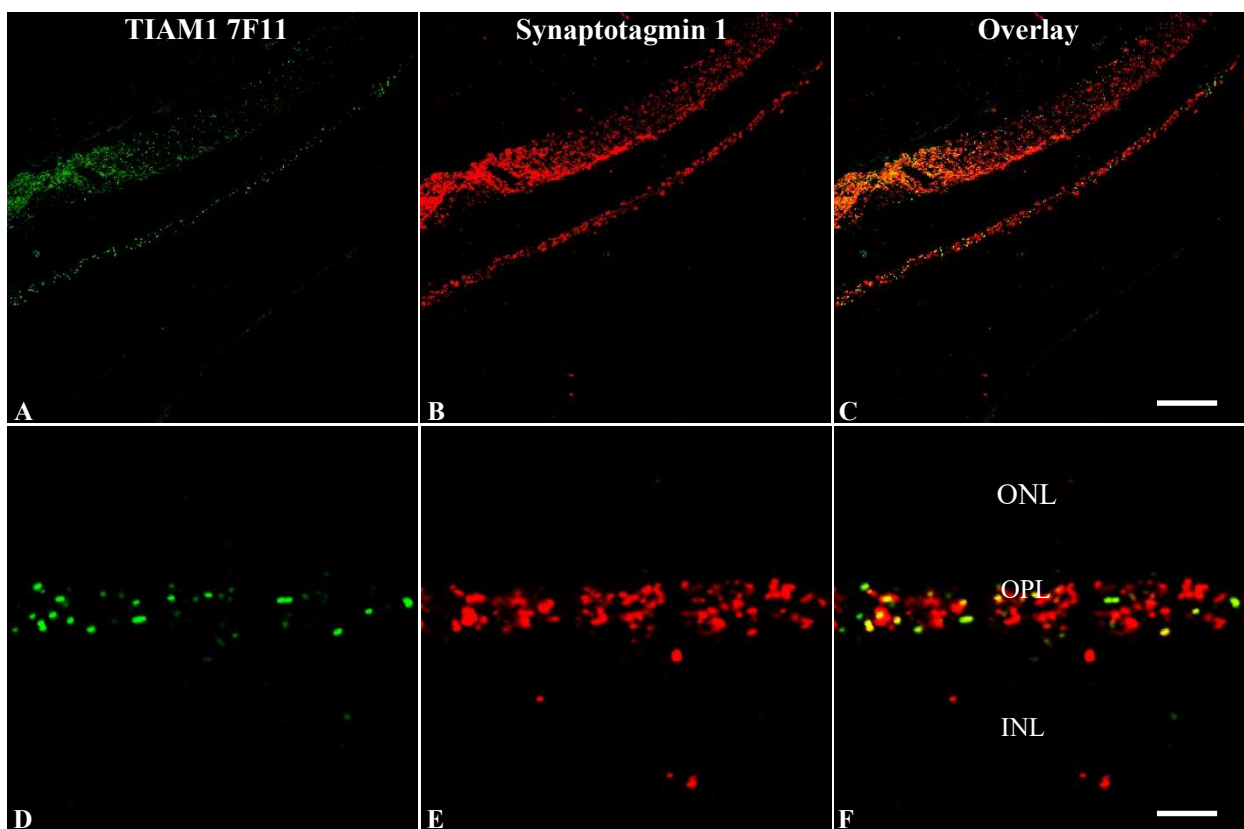 TIAM1 7F11
Synaptotagmin 1
Overlay
A
B
C
ONL
OPL
INL
D
E
F